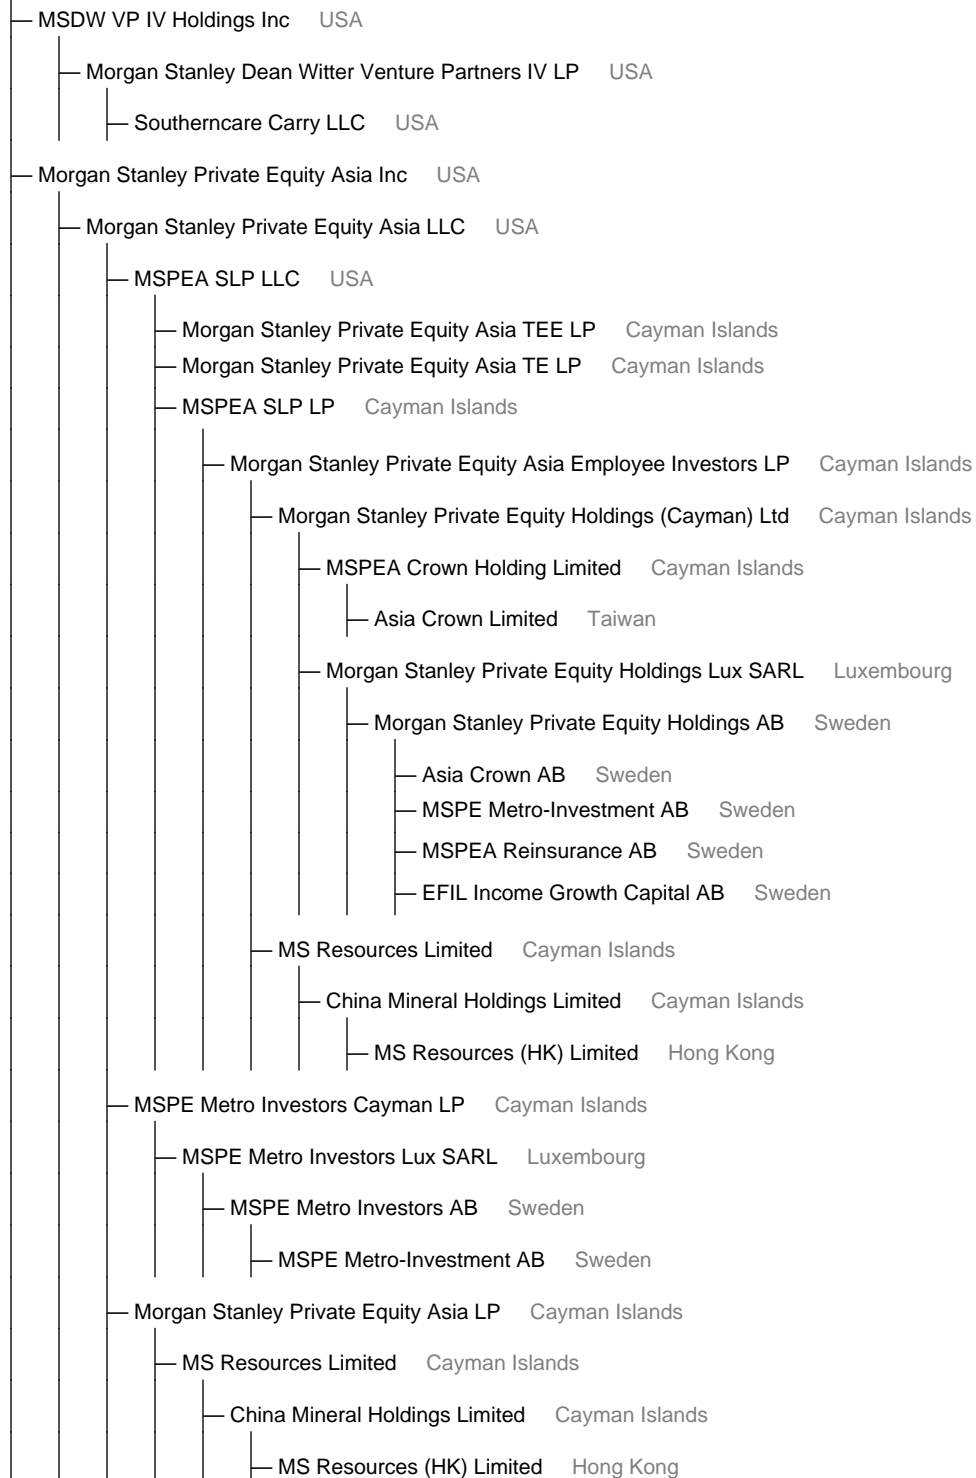 MSDW VP IV Holdings Inc USA
Morgan Stanley Dean Witter Venture Partners IV LP USA
Southerncare Carry LLC USA
Morgan Stanley Private Equity Asia Inc USA
Morgan Stanley Private Equity Asia LLC USA
MSPEA SLP LLC USA
Morgan Stanley Private Equity Asia TEE LP Cayman Islands
Morgan Stanley Private Equity Asia TE LP Cayman Islands
MSPEA SLP LP Cayman Islands
Morgan Stanley Private Equity Asia Employee Investors LP Cayman Islands
Morgan Stanley Private Equity Holdings (Cayman) Ltd Cayman Islands
MSPEA Crown Holding Limited Cayman Islands
Asia Crown Limited Taiwan
Morgan Stanley Private Equity Holdings Lux SARL Luxembourg
Morgan Stanley Private Equity Holdings AB Sweden
Asia Crown AB Sweden
MSPE Metro-Investment AB Sweden
MSPEA Reinsurance AB Sweden
EFIL Income Growth Capital AB Sweden
MS Resources Limited Cayman Islands
China Mineral Holdings Limited Cayman Islands
MS Resources (HK) Limited Hong Kong
MSPE Metro Investors Cayman LP Cayman Islands
MSPE Metro Investors Lux SARL Luxembourg
MSPE Metro Investors AB Sweden
MSPE Metro-Investment AB Sweden
Morgan Stanley Private Equity Asia LP Cayman Islands
MS Resources Limited Cayman Islands
China Mineral Holdings Limited Cayman Islands
MS Resources (HK) Limited Hong Kong